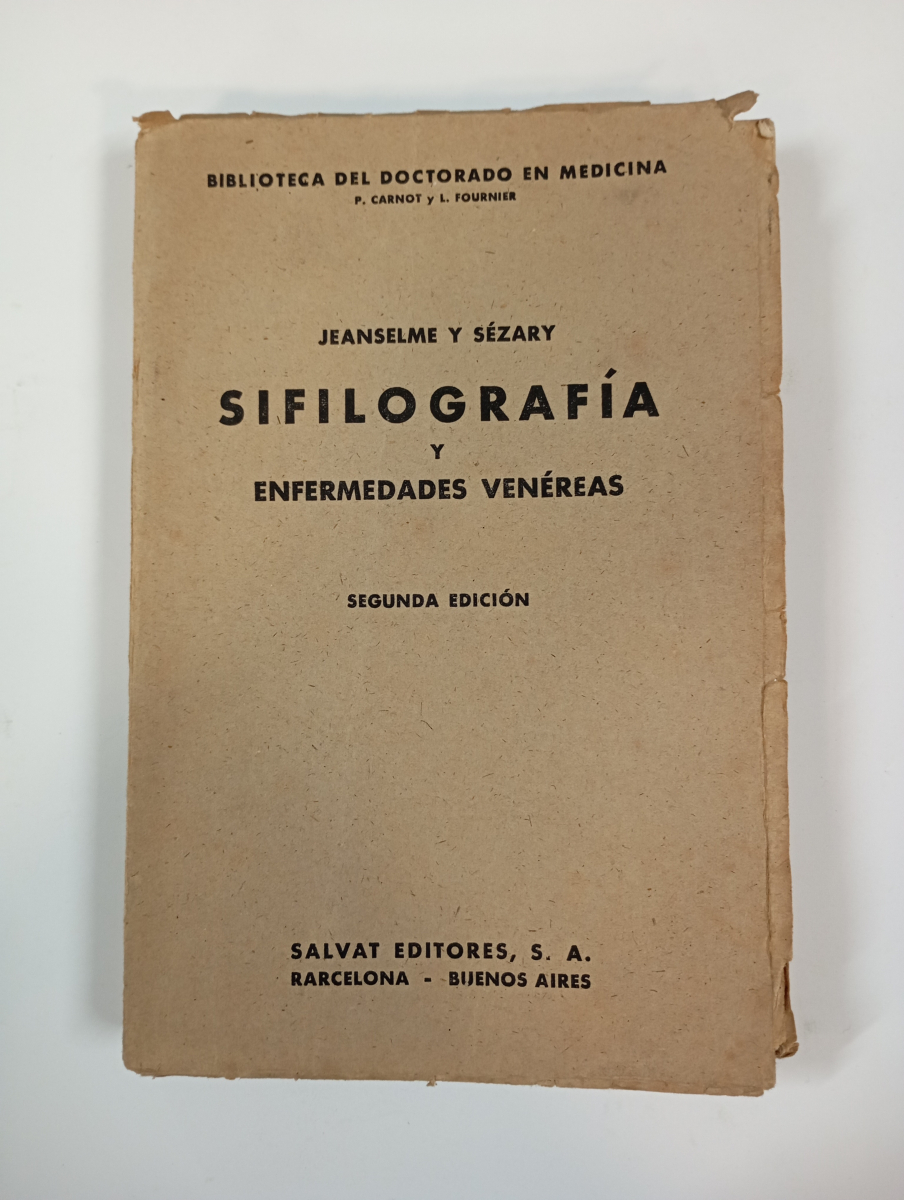 BIBLIOTECA DEL DOCTORADO EN MEDICINA
P. CARNOT y L. FOURNIER
JEANSELME Y SÉZARY
SIFILOGRAFÍA
Y
ENFERMEDADES VENÉREAS
SEGUNDA EDICIÓN
SALVAT EDITORES, S. A.
RARCELONA - BUENOS AIRES